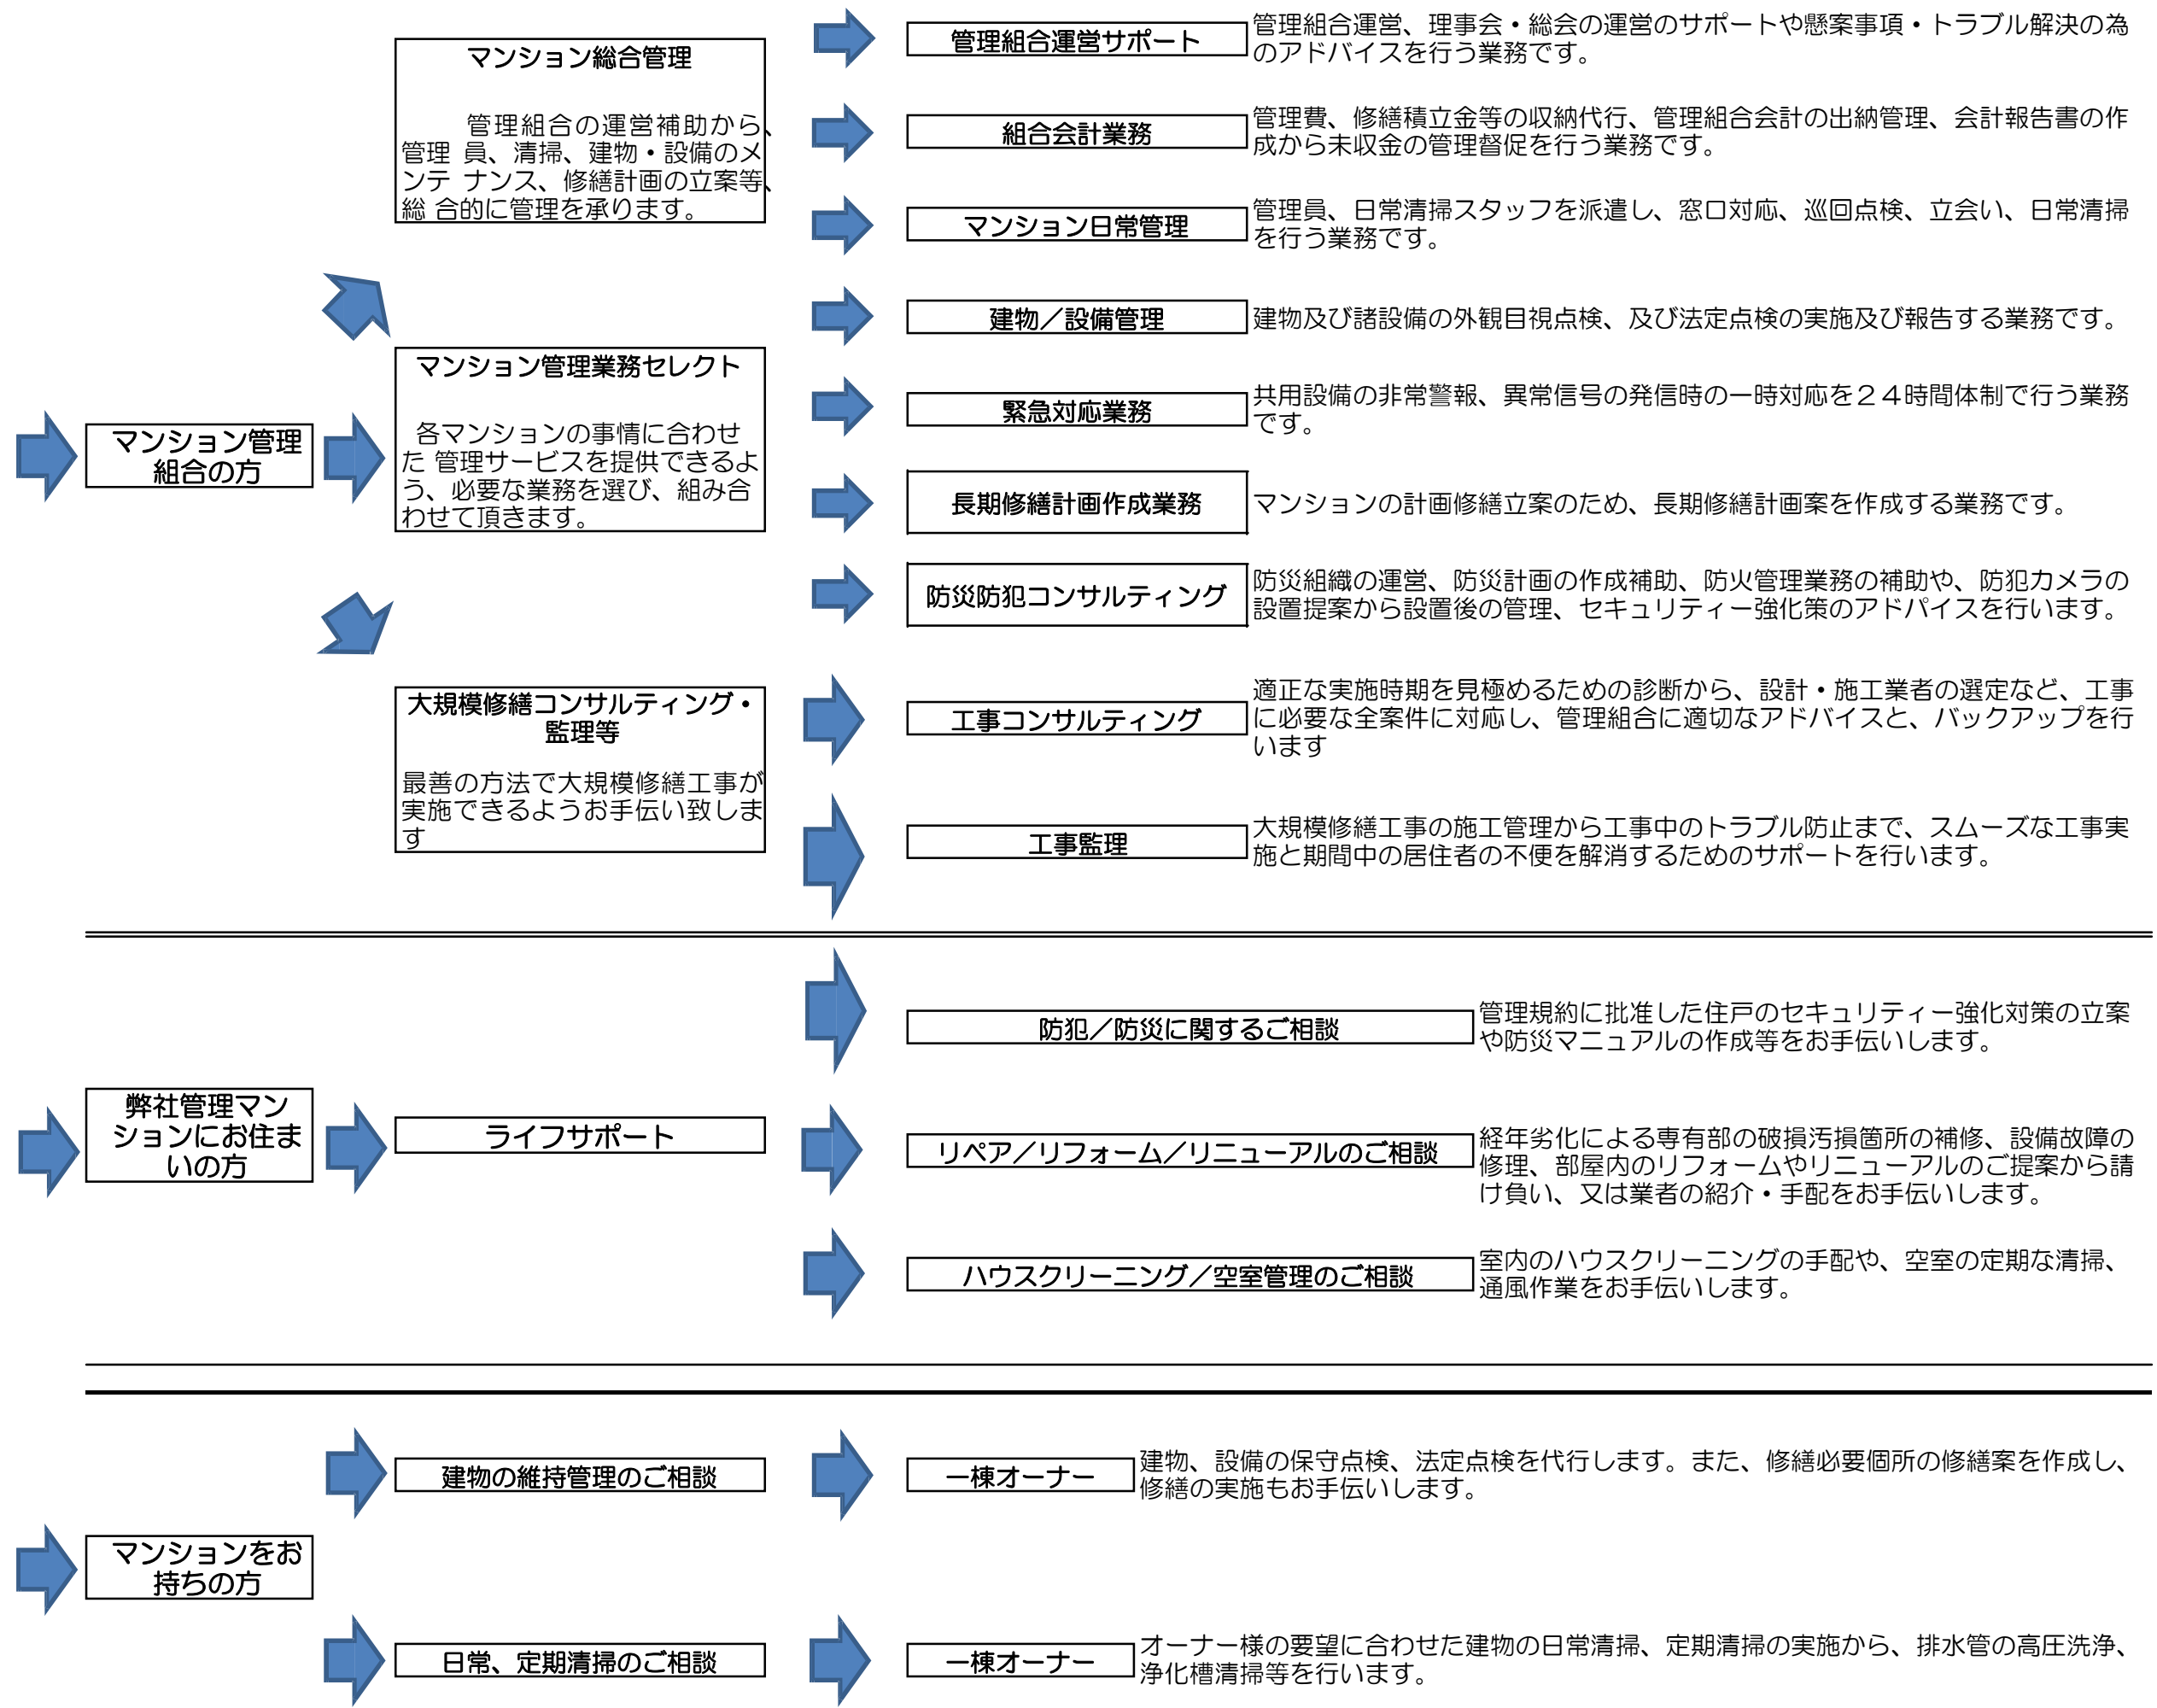 マンション管理
組合の方
マンション総合管理
管理組合の運営補助から、
管理 員、清掃、建物・設備のメ
ンテ ナンス、修繕計画の立案等、
総 合的に管理を承ります。
マンション管理業務セレクト
各マンションの事情に合わせ
た 管理サービスを提供できるよ
う、必要な業務を選び、組み合
わせて頂きます。
大規模修繕コンサルティング・
監理等
最善の方法で大規模修繕工事が
実施できるようお手伝い致しま
す
管理組合運営サポート
管理組合運営、理事会・総会の運営のサポートや懸案事項・トラブル解決の為
のアドバイスを行う業務です。
組合会計業務
管理費、修繕積立金等の収納代行、管理組合会計の出納管理、会計報告書の作
成から未収金の管理督促を行う業務です。
マンション日常管理
管理員、日常清掃スタッフを派遣し、窓口対応、巡回点検、立会い、日常清掃
を行う業務です。
建物／設備管理
建物及び諸設備の外観目視点検、及び法定点検の実施及び報告する業務です。
緊急対応業務
共用設備の非常警報、異常信号の発信時の一時対応を２４時間体制で行う業務
です。
長期修繕計画作成業務
マンションの計画修繕立案のため、長期修繕計画案を作成する業務です。
防災防犯コンサルティング
防災組織の運営、防災計画の作成補助、防火管理業務の補助や、防犯カメラの
設置提案から設置後の管理、セキュリティー強化策のアドバイスを行います。
工事コンサルティング
適正な実施時期を見極めるための診断から、設計・施工業者の選定など、工事
に必要な全案件に対応し、管理組合に適切なアドバイスと、バックアップを行
います
工事監理
大規模修繕工事の施工管理から工事中のトラブル防止まで、スムーズな工事実
施と期間中の居住者の不便を解消するためのサポートを行います。
弊社管理マン
ションにお住ま
いの方
ライフサポート
防犯／防災に関するご相談
管理規約に批准した住戸のセキュリティー強化対策の立案
や防災マニュアルの作成等をお手伝いします。
リペア／リフォーム／リニューアルのご相談
経年劣化による専有部の破損汚損箇所の補修、設備故障の
修理、部屋内のリフォームやリニューアルのご提案から請
け負い、又は業者の紹介・手配をお手伝いします。
ハウスクリーニング／空室管理のご相談
室内のハウスクリーニングの手配や、空室の定期な清掃、
通風作業をお手伝いします。
マンションをお
持ちの方
建物の維持管理のご相談
一棟オーナー
建物、設備の保守点検、法定点検を代行します。また、修繕必要個所の修繕案を作成し、
修繕の実施もお手伝いします。
日常、定期清掃のご相談
一棟オーナー
オーナー様の要望に合わせた建物の日常清掃、定期清掃の実施から、排水管の高圧洗浄、
浄化槽清掃等を行います。